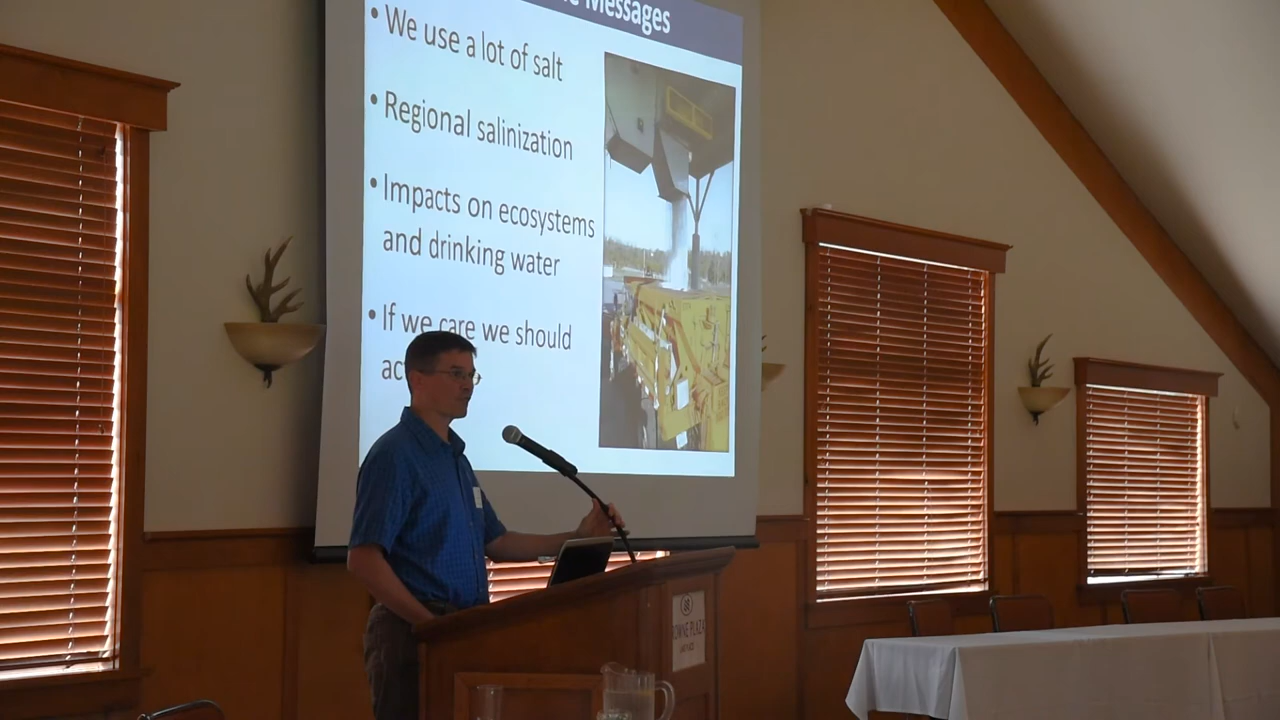 Messages
• We use a lot of salt
• Regional salinization
• Impacts on ecosystems
and drinking water
• If we care we should
PLAZA